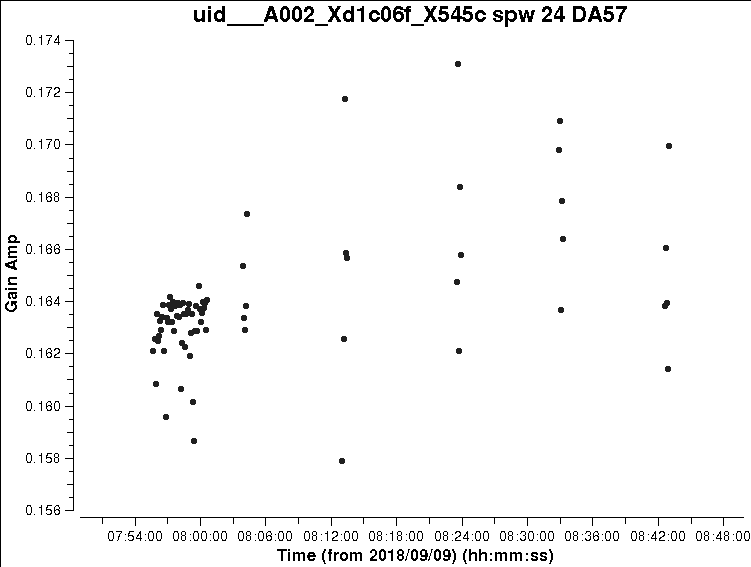 uid___A002_Xd1c06f_X545c spw 24 DA57
0.174
0.172
0.170
0.168
0.166
0.164
0.162
0.160
0.158
0.156
Gain Amp
07:54:00 08:00:00 08:06:00 08:12:00 08:18:00 08:24:00 08:30:00 08:36:00 08:42:00 08:48:00
Time (from 2018/09/09) (hh:mm:ss)